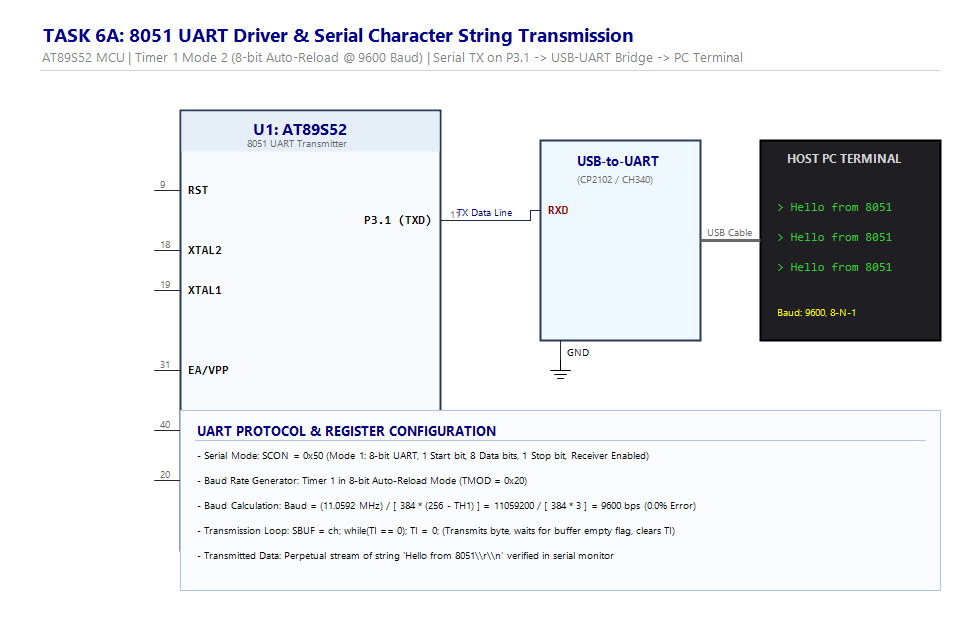 TASK 6A: 8051 UART Driver & Serial Character String Transmission
AT89S52 MCU | Timer 1 Mode 2 (8-bit Auto-Reload @ 9600 Baud) | Serial TX on P3.1 -> USB-UART Bridge -> PC Terminal
U1: AT89S52
8051 UART Transmitter
9
RST
P3.1 (TXD)
11
TX Data Line
18
XTAL2
19
XTAL1
31
EA/VPP
40
20
USB-to-UART
(CP2102 / CH340)
RXD
GND
USB Cable
HOST PC TERMINAL
> Hello from 8051
> Hello from 8051
> Hello from 8051
Baud: 9600, 8-N-1
UART PROTOCOL & REGISTER CONFIGURATION
- Serial Mode: SCON = 0x50 (Mode 1: 8-bit UART, 1 Start bit, 8 Data bits, 1 Stop bit, Receiver Enabled)
- Baud Rate Generator: Timer 1 in 8-bit Auto-Reload Mode (TMOD = 0x20)
- Baud Calculation: Baud = (11.0592 MHz) / [ 384 * (256 - TH1) ] = 11059200 / [ 384 * 3 ] = 9600 bps (0.0% Error)
- Transmission Loop: SBUF = ch; while(TI == 0); TI = 0; (Transmits byte, waits for buffer empty flag, clears TI)
- Transmitted Data: Perpetual stream of string 'Hello from 8051\\r\\n' verified in serial monitor